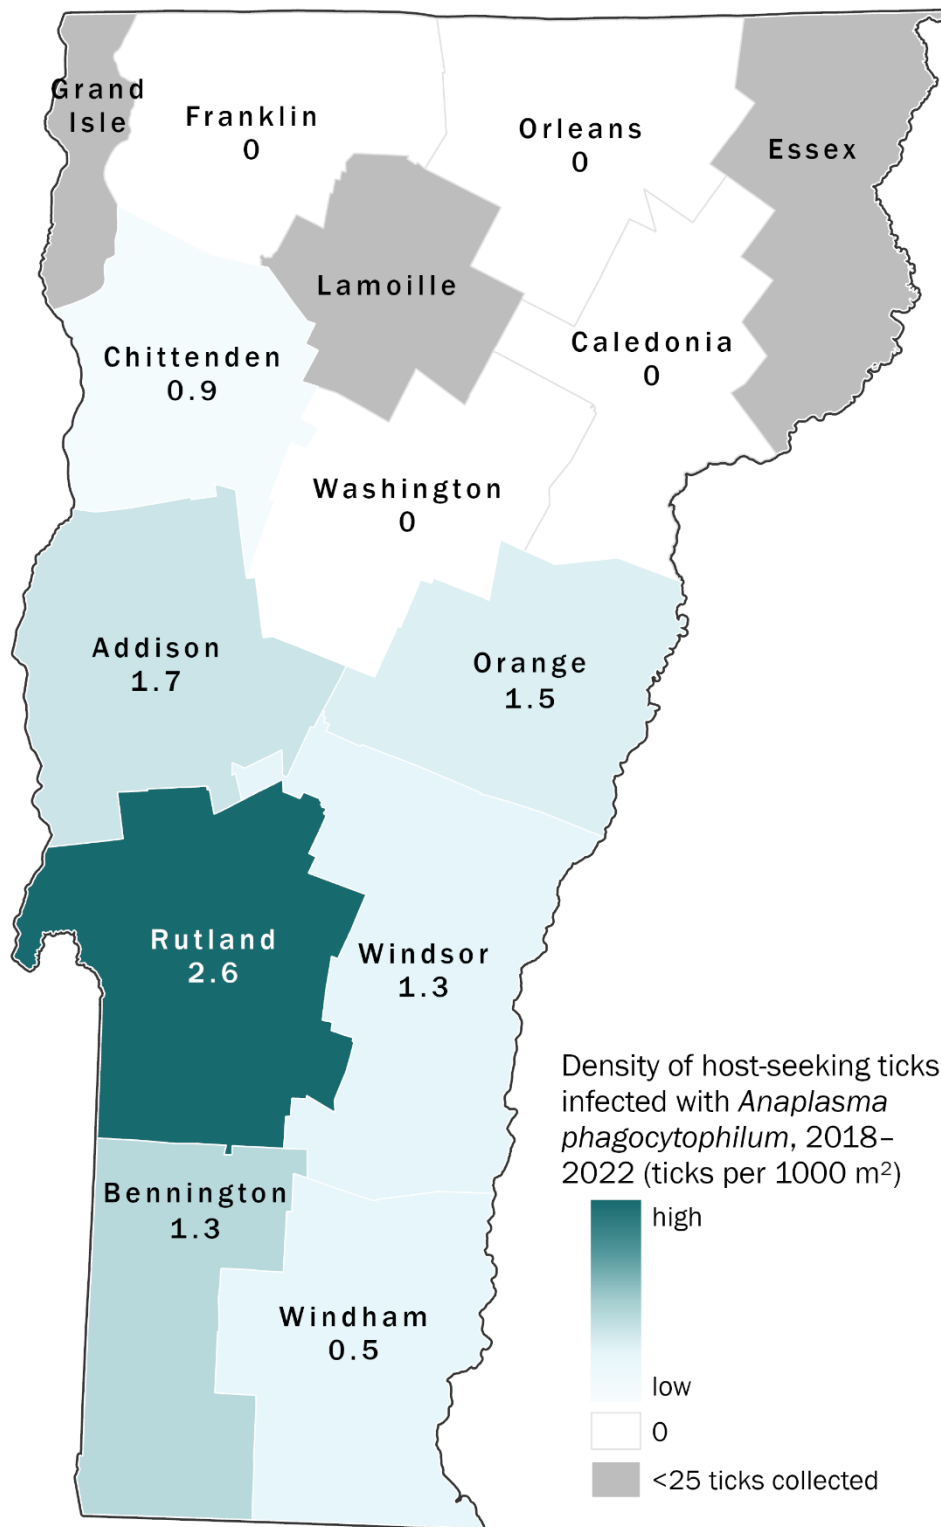 Grand
Isle
Franklin
0
Orleans
0
Essex
Lamoille
Chittenden
0.9
Caledonia
0
Washington
0
Addison
1.7
Orange
1.5
Rutland
2.6
Windsor
1.3
Bennington
1.3
Windham
0.5
Density of host-seeking ticks
infected with Anaplasma
phagocytophilum, 2018–
2022 (ticks per 1000 m²)
high
low
0
<25 ticks collected